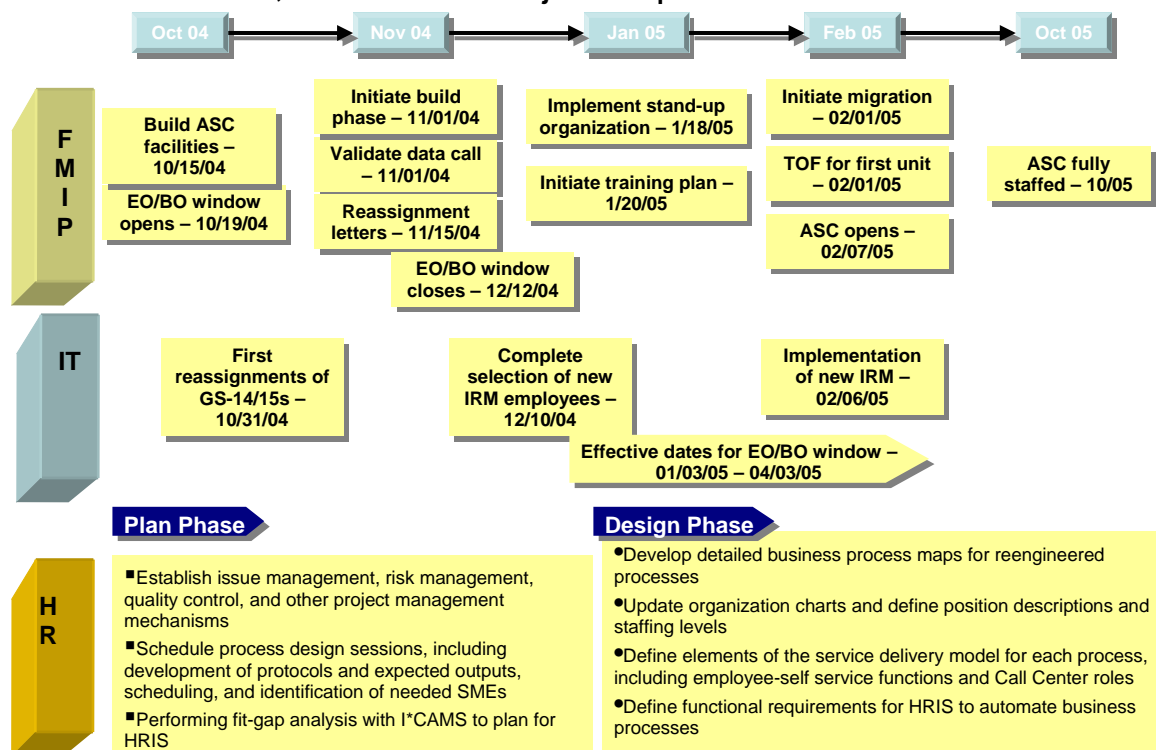 Oct 04
Nov 04
Jan 05
Feb 05
Oct 05
F
M
I
P
Build ASC
facilities –
10/15/04
EO/BO window
opens – 10/19/04
Initiate build
phase – 11/01/04
Validate data call
– 11/01/04
Reassignment
letters – 11/15/04
EO/BO window
closes – 12/12/04
Implement stand-up
organization – 1/18/05
Initiate training plan –
1/20/05
Initiate migration
– 02/01/05
TOF for first unit
– 02/01/05
ASC opens –
02/07/05
ASC fully
staffed – 10/05
IT
First
reassignments of
GS-14/15s –
10/31/04
Complete
selection of new
IRM employees –
12/10/04
Implementation
of new IRM –
02/06/05
Effective dates for EO/BO window –
01/03/05 – 04/03/05
H
R
Plan Phase
▪Establish issue management, risk management,
quality control, and other project management
mechanisms
▪Schedule process design sessions, including
development of protocols and expected outputs,
scheduling, and identification of needed SMEs
▪Performing fit-gap analysis with I*CAMS to plan for
HRIS
Design Phase
•Develop detailed business process maps for reengineered
processes
•Update organization charts and define position descriptions and
staffing levels
•Define elements of the service delivery model for each process,
including employee-self service functions and Call Center roles
•Define functional requirements for HRIS to automate business
processes